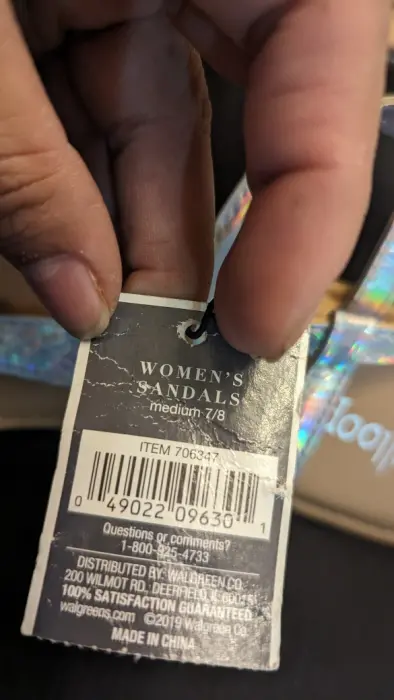 WOMEN'S
SANDALS
medium 7/8
ITEM 706347
0 49022 09630 1
Questions or comments?
1-800-925-4733
DISTRIBUTED BY: WALGREEN CO.
200 WILMOT RD., DEERFIELD, IL 60015
100% SATISFACTION GUARANTEED
walgreens.com ©2019 Walgreen Co.
MADE IN CHINA